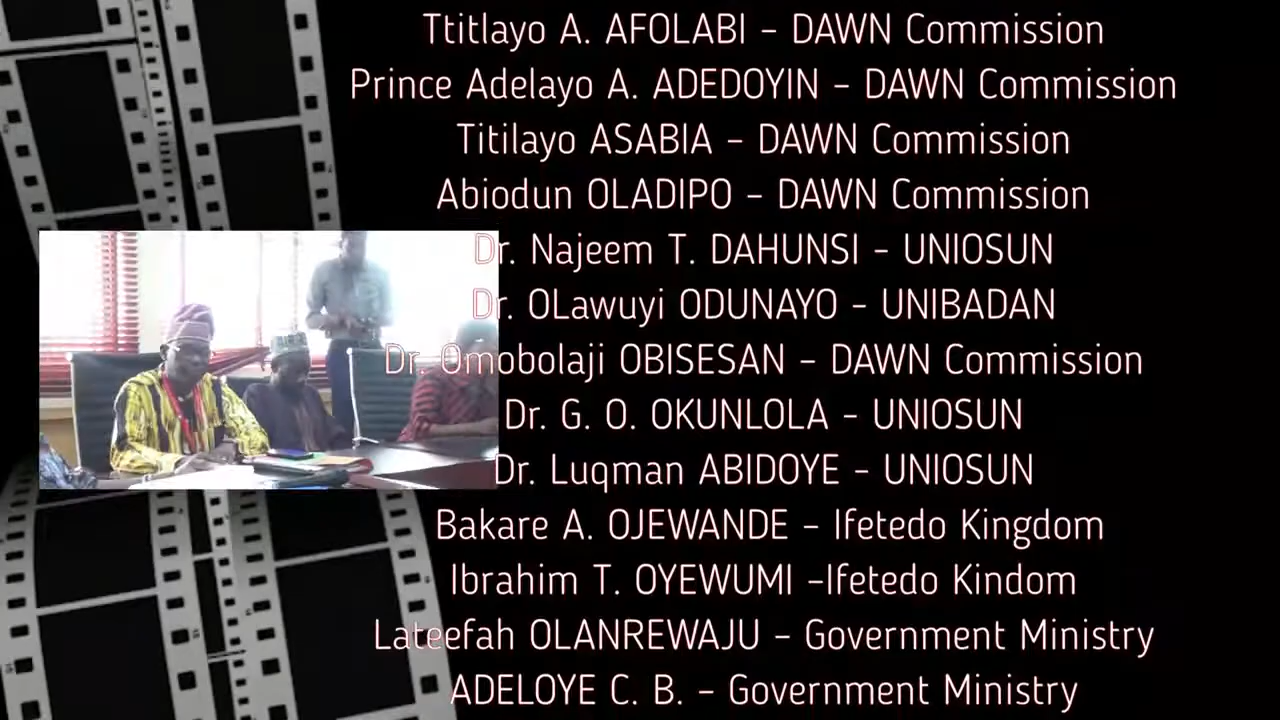 Ttitlayo A. AFOLABI – DAWN Commission
Prince Adelayo A. ADEDOYIN – DAWN Commission
Titilayo ASABIA – DAWN Commission
Abiodun OLADIPO – DAWN Commission
Dr. Najeem T. DAHUNSI – UNIOSUN
Dr. OLawuyi ODUNAYO – UNIBADAN
Dr. Omobolaji OBISESAN – DAWN Commission
Dr. G. O. OKUNLOLA – UNIOSUN
Dr. Luqman ABIDOYE – UNIOSUN
Bakare A. OJEWANDE – Ifetedo Kingdom
Ibrahim T. OYEWUMI –Ifetedo Kindom
Lateefah OLANREWAJU – Government Ministry
ADELOYE C. B. – Government Ministry